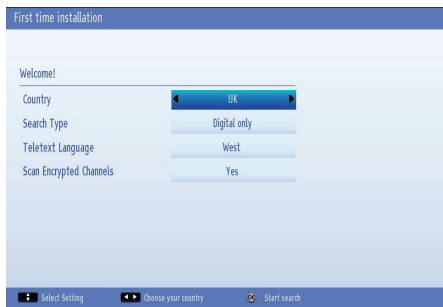 First time installation
Welcome!
Country UK
Search Type Digital only
Teletext Language West
Scan Encrypted Channels Yes
Select Setting Choose your country OK Start search